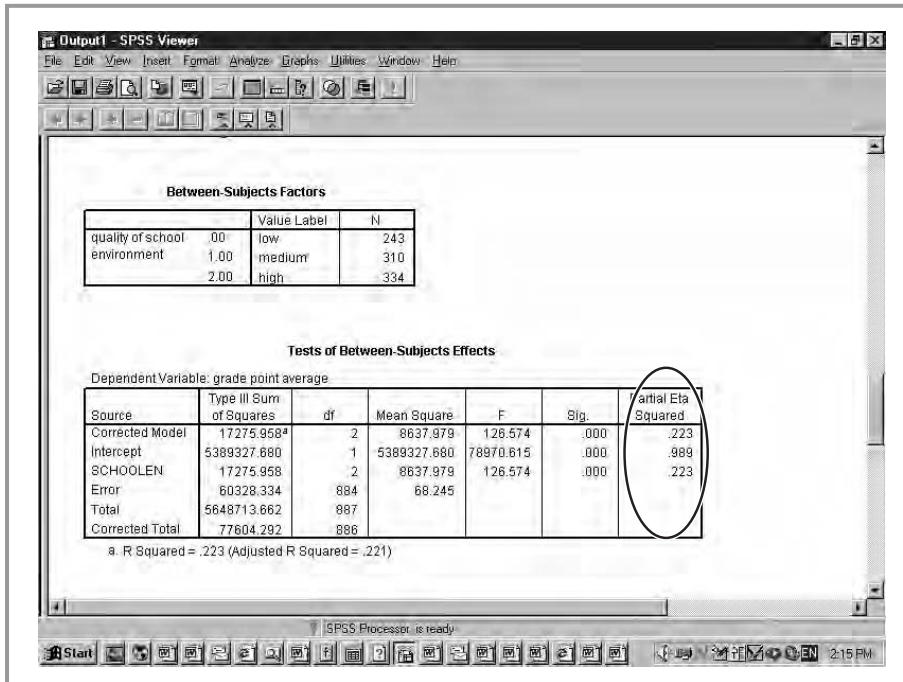 Output1 - SPSS Viewer
File Edit View Insert Format Analyze Graphs Utilities Window Help
Between-Subjects Factors
Value Label N
quality of school .00 low 243
environment 1.00 medium 310
2.00 high 334
Tests of Between-Subjects Effects
Dependent Variable: grade point average
Type III Sum Partial Eta
Source of Squares df Mean Square F Sig. Squared
Corrected Model 17275.958a 2 8637.979 126.574 .000 .223
Intercept 5389327.680 1 5389327.680 78970.615 .000 .989
SCHOOLEN 17275.958 2 8637.979 126.574 .000 .223
Error 60328.334 884 68.245
Total 5648713.662 887
Corrected Total 77604.292 886
a. R Squared = .223 (Adjusted R Squared = .221)
SPSS Processor is ready
Start EN 2:15 PM